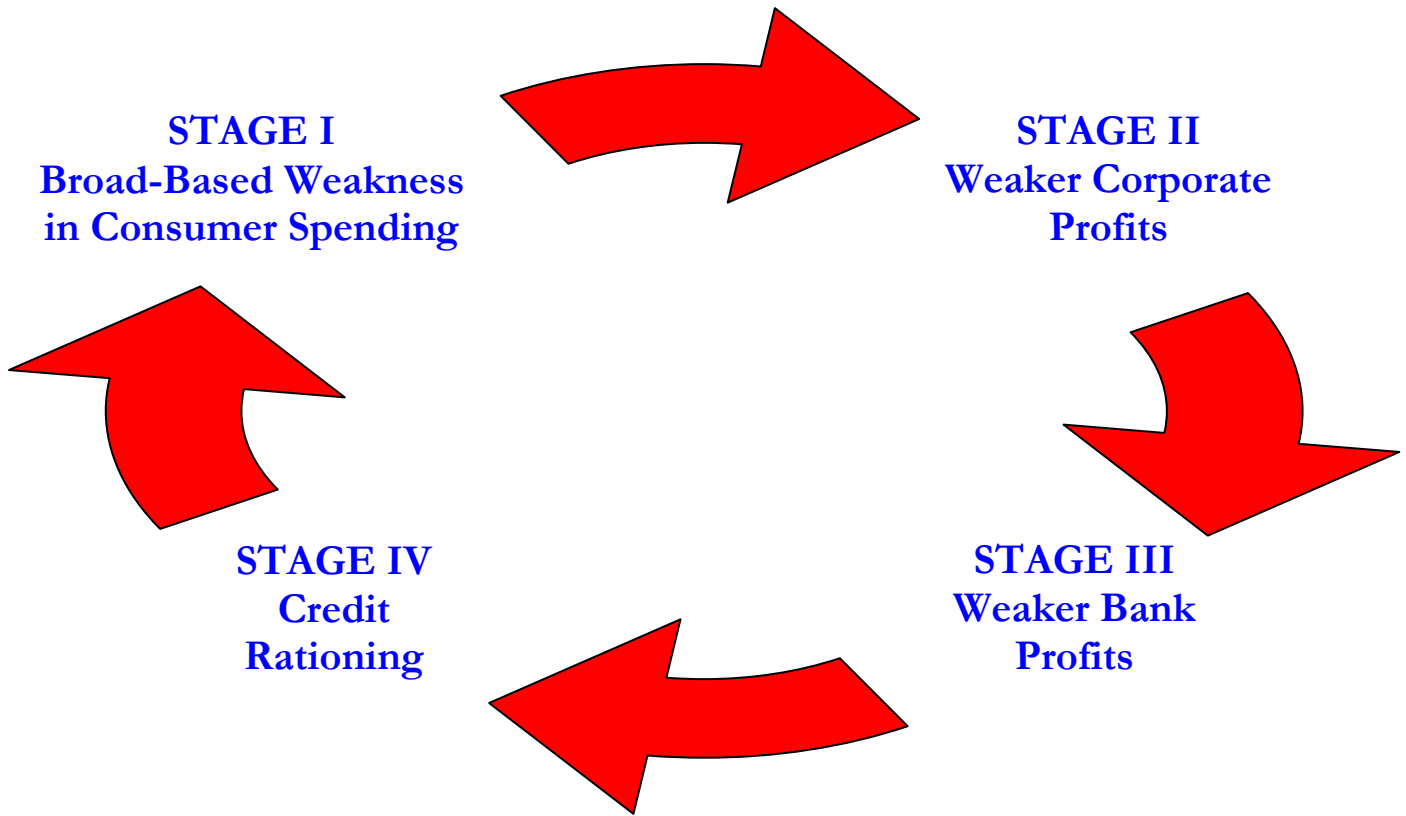 STAGE I
Broad-Based Weakness
in Consumer Spending
STAGE II
Weaker Corporate
Profits
STAGE III
Weaker Bank
Profits
STAGE IV
Credit
Rationing